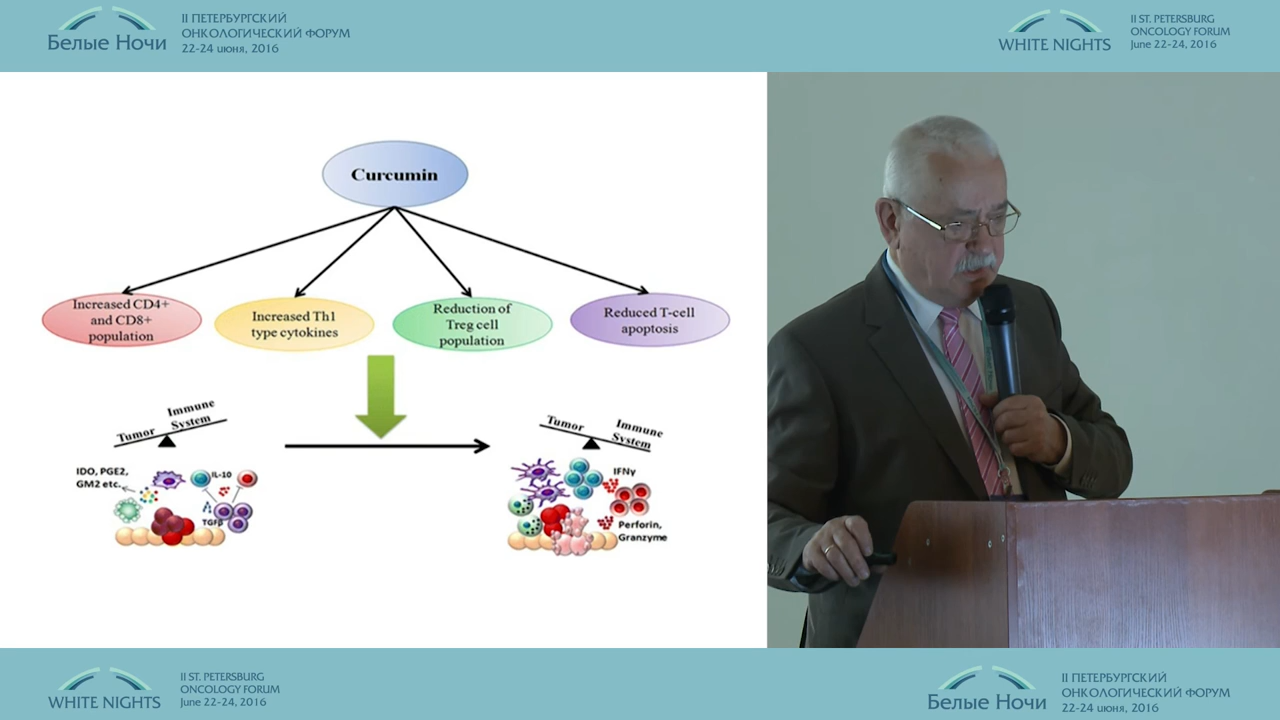 Белые Ночи
II ПЕТЕРБУРГСКИЙ
ОНКОЛОГИЧЕСКИЙ ФОРУМ
22-24 июня, 2016
WHITE NIGHTS
II ST. PETERSBURG
ONCOLOGY FORUM
June 22-24, 2016
Curcumin
Increased CD4+
and CD8+
population
Increased Th1
type cytokines
Reduction of
Treg cell
population
Reduced T-cell
apoptosis
Tumor
Immune
System
IDO, PGE2,
GM2 etc.
IL-10
TGFβ
Tumor
Immune
System
IFNγ
Perforin,
Granzyme
WHITE NIGHTS
II ST. PETERSBURG
ONCOLOGY FORUM
June 22-24, 2016
Белые Ночи
II ПЕТЕРБУРГСКИЙ
ОНКОЛОГИЧЕСКИЙ ФОРУМ
22-24 июня, 2016